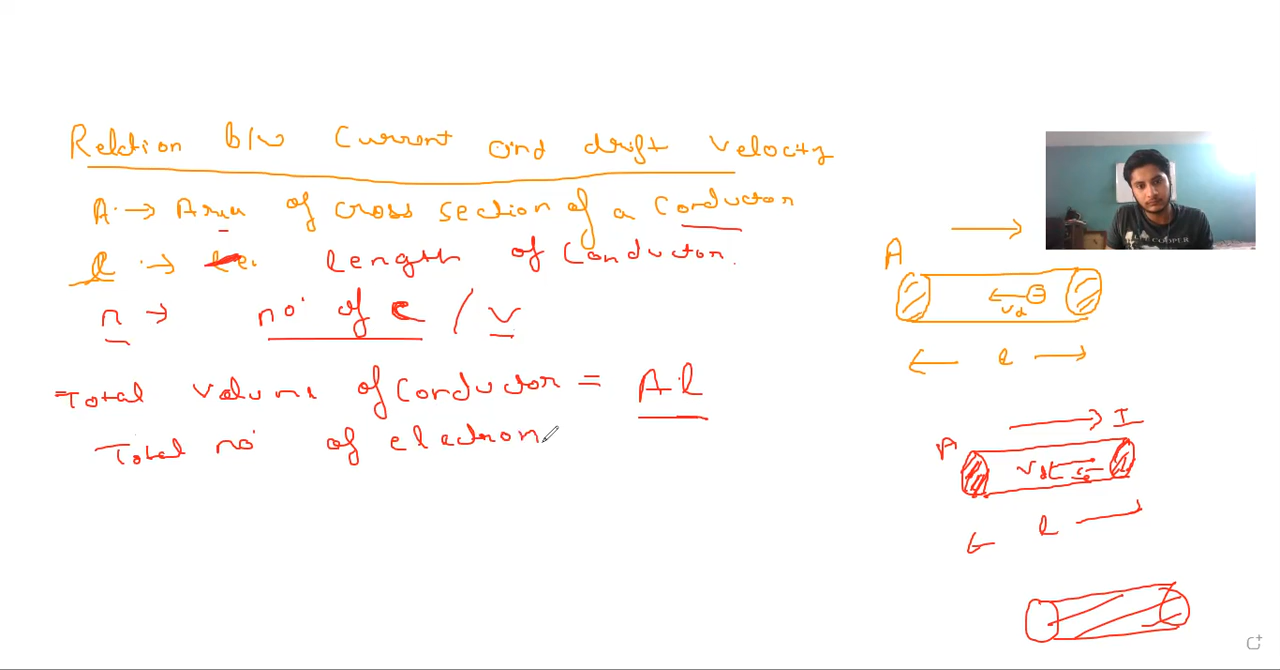 Relation b/w Current and drift velocity
A → Area of cross section of a conductor
l → length of conductor.
n → no. of e / v
Total volume of conductor = A.l
Total no. of electron
A
vd
l
I
A
vd
l
COOPER